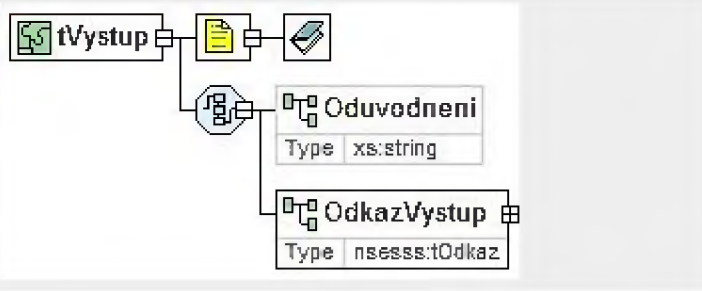 tVystup
Oduvodneni
Type xs:string
OdkazVystup
Type nsesss:tOdkaz